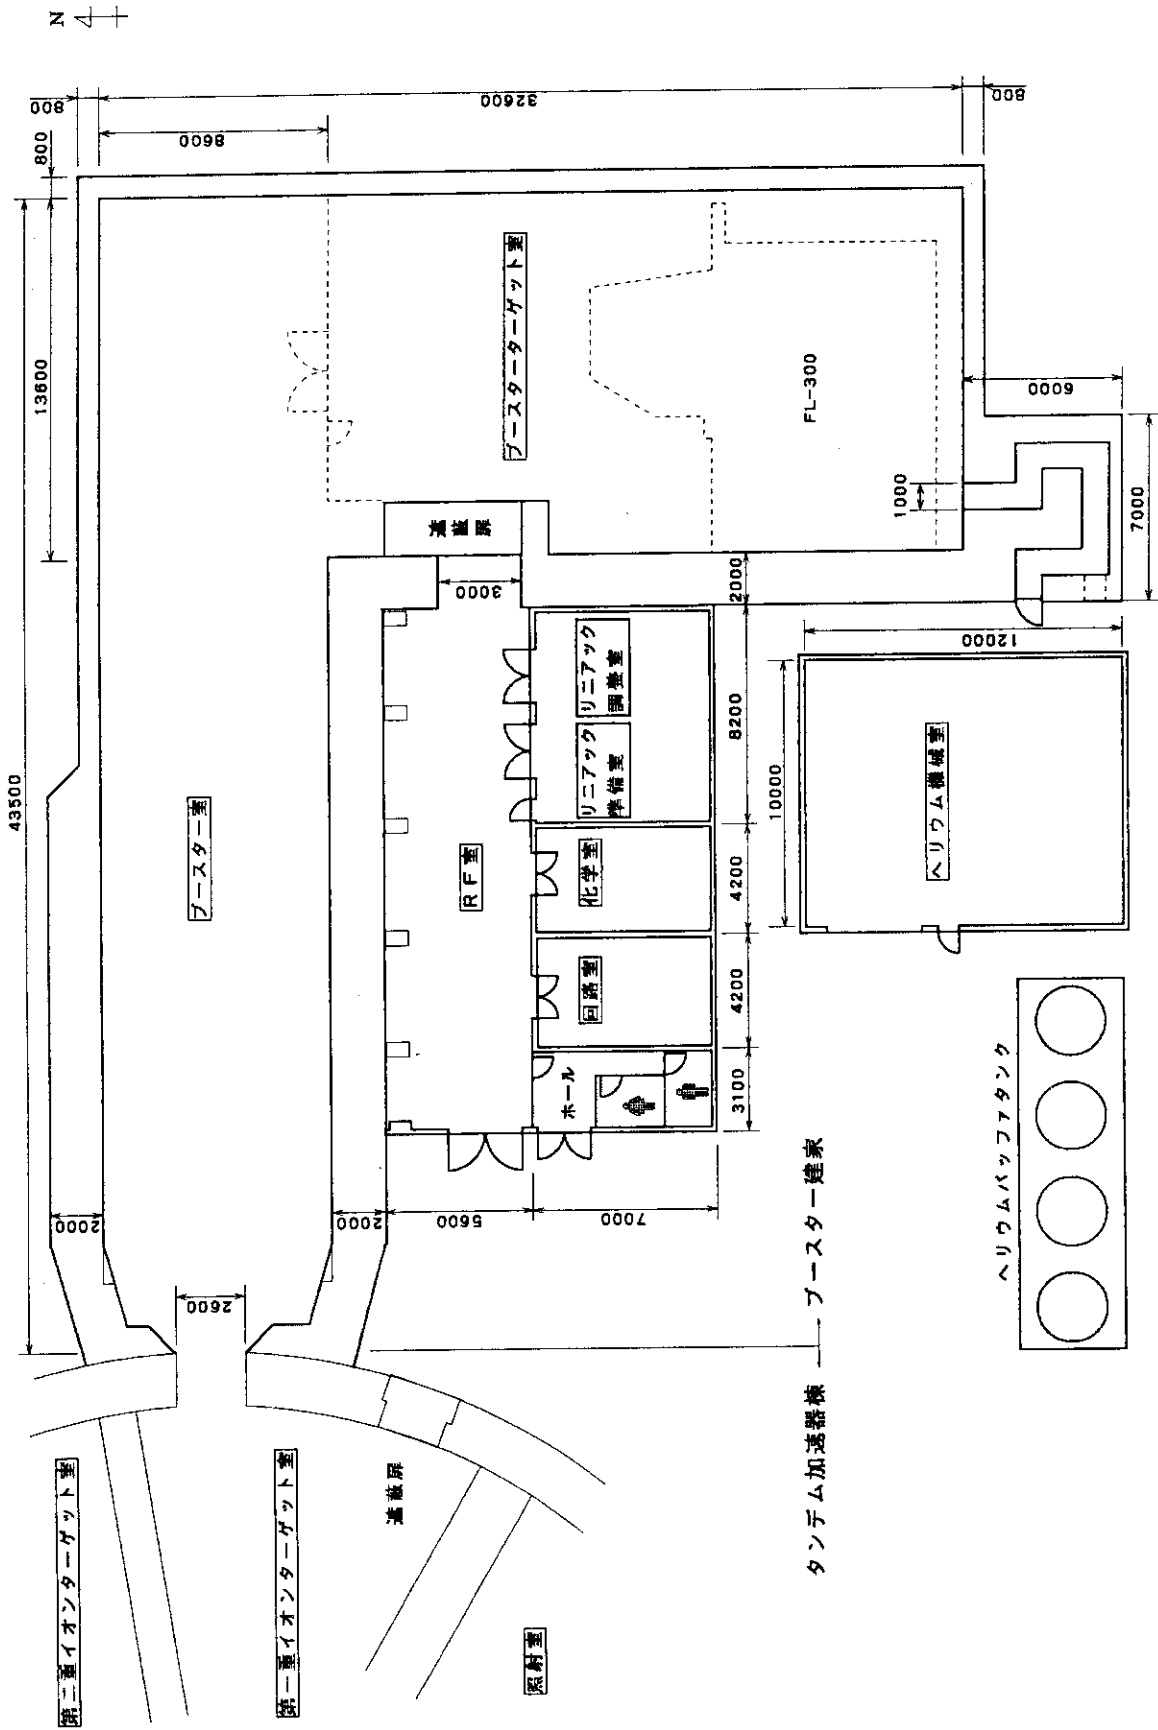 N
第二重イオンターゲット室
第一重イオンターゲット室
遮蔽扉
照射室
43500
13600
800
800
8600
32600
800
2000
2600
2000
5600
7000
ブースター室
ブースターターゲット室
遮蔽扉
3000
RF室
ホール
回路室
化学室
リニアック
準備室
リニアック
調整室
3100
4200
4200
8200
2000
FL-300
1000
6000
7000
12000
10000
ヘリウム機械室
ヘリウムバッファタンク
タンデム加速器棟
ブースター建家